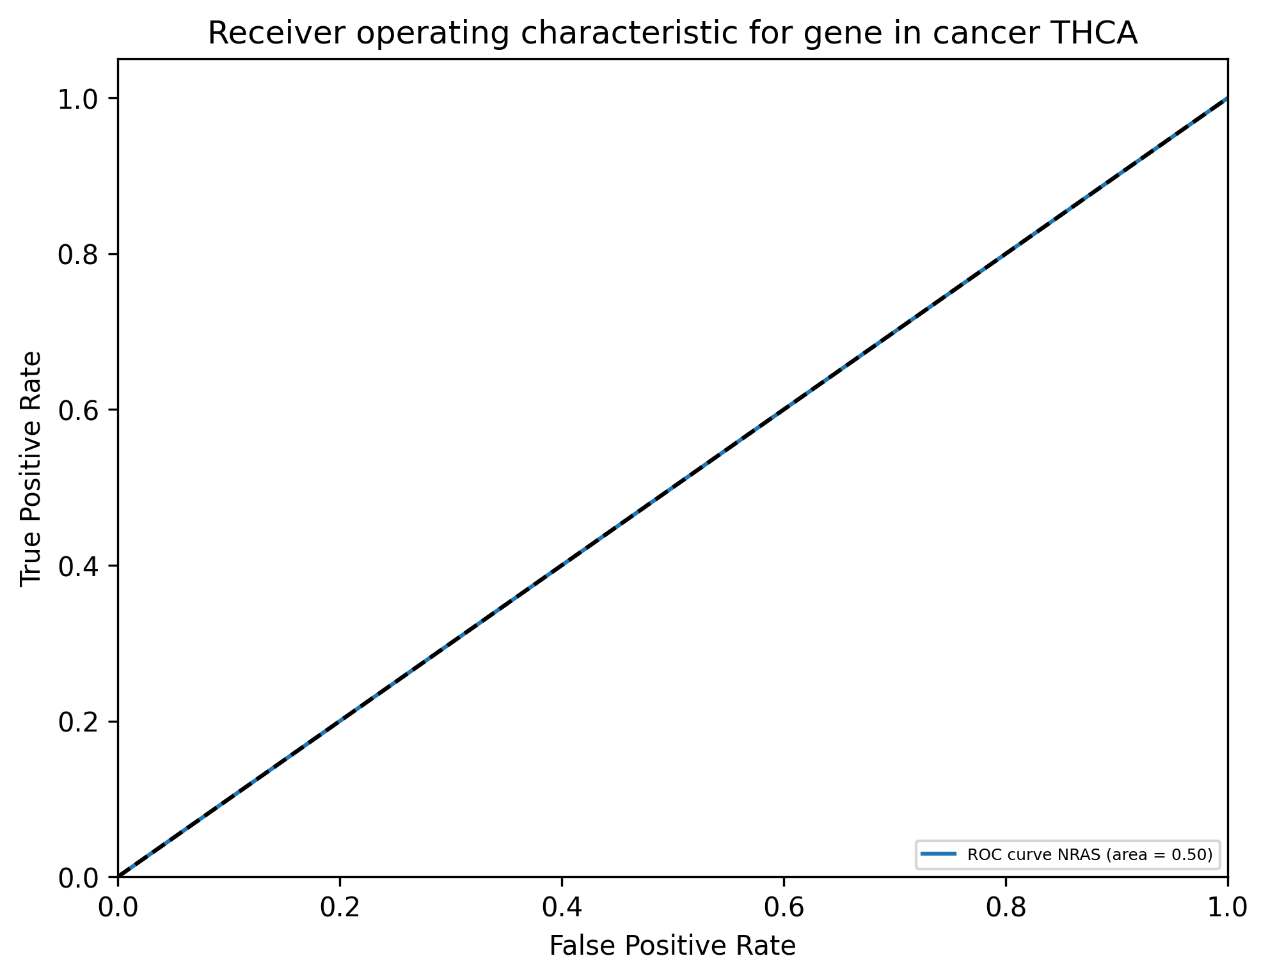 Receiver operating characteristic for gene in cancer THCA
1.0
0.8
0.6
0.4
0.2
0.0
True Positive Rate
ROC curve NRAS (area = 0.50)
0.0 0.2 0.4 0.6 0.8 1.0
False Positive Rate